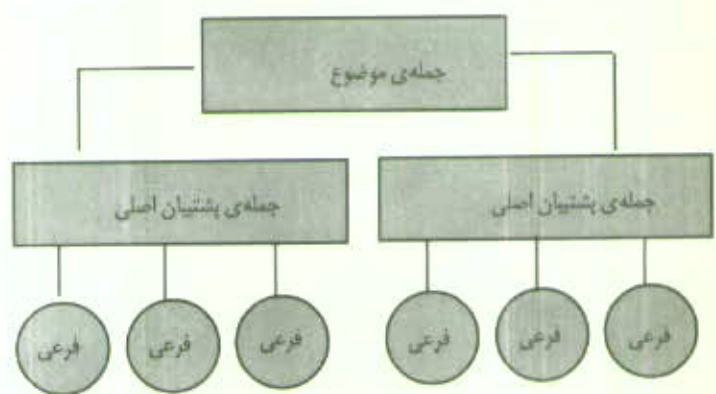 جمله‌ی موضوع
جمله‌ی پشتیبان اصلی
جمله‌ی پشتیبان اصلی
فرعی
فرعی
فرعی
فرعی
فرعی
فرعی